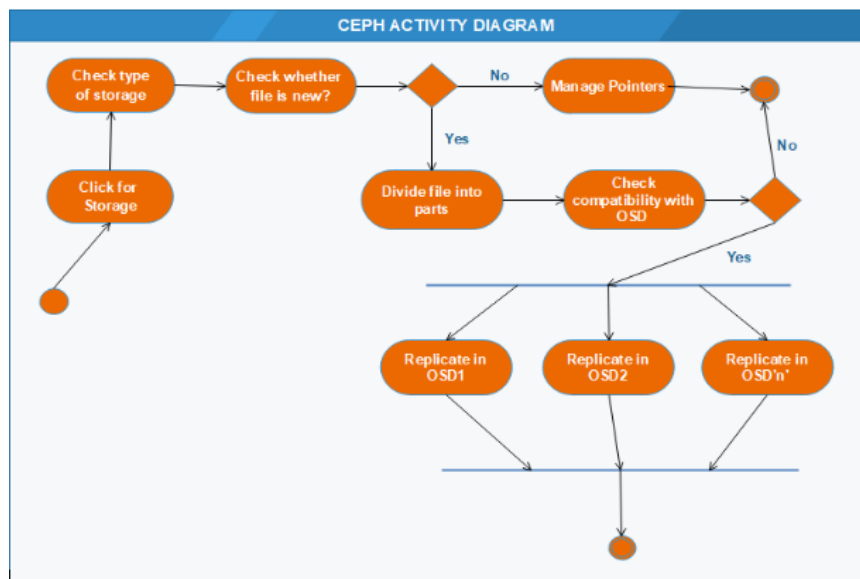 CEPH ACTIVITY DIAGRAM
Check type
of storage
Check whether
file is new?
No
Manage Pointers
Yes
No
Click for
Storage
Divide file into
parts
Check
compatibility with
OSD
Yes
Replicate in
OSD1
Replicate in
OSD2
Replicate in
OSD'n'